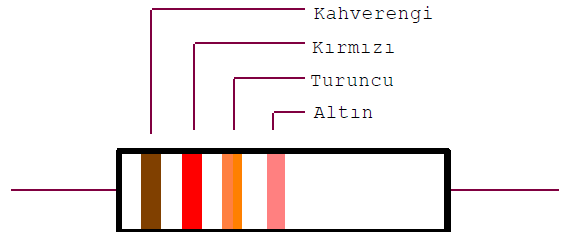 Kahverengi
Kırmızı
Turuncu
Altın